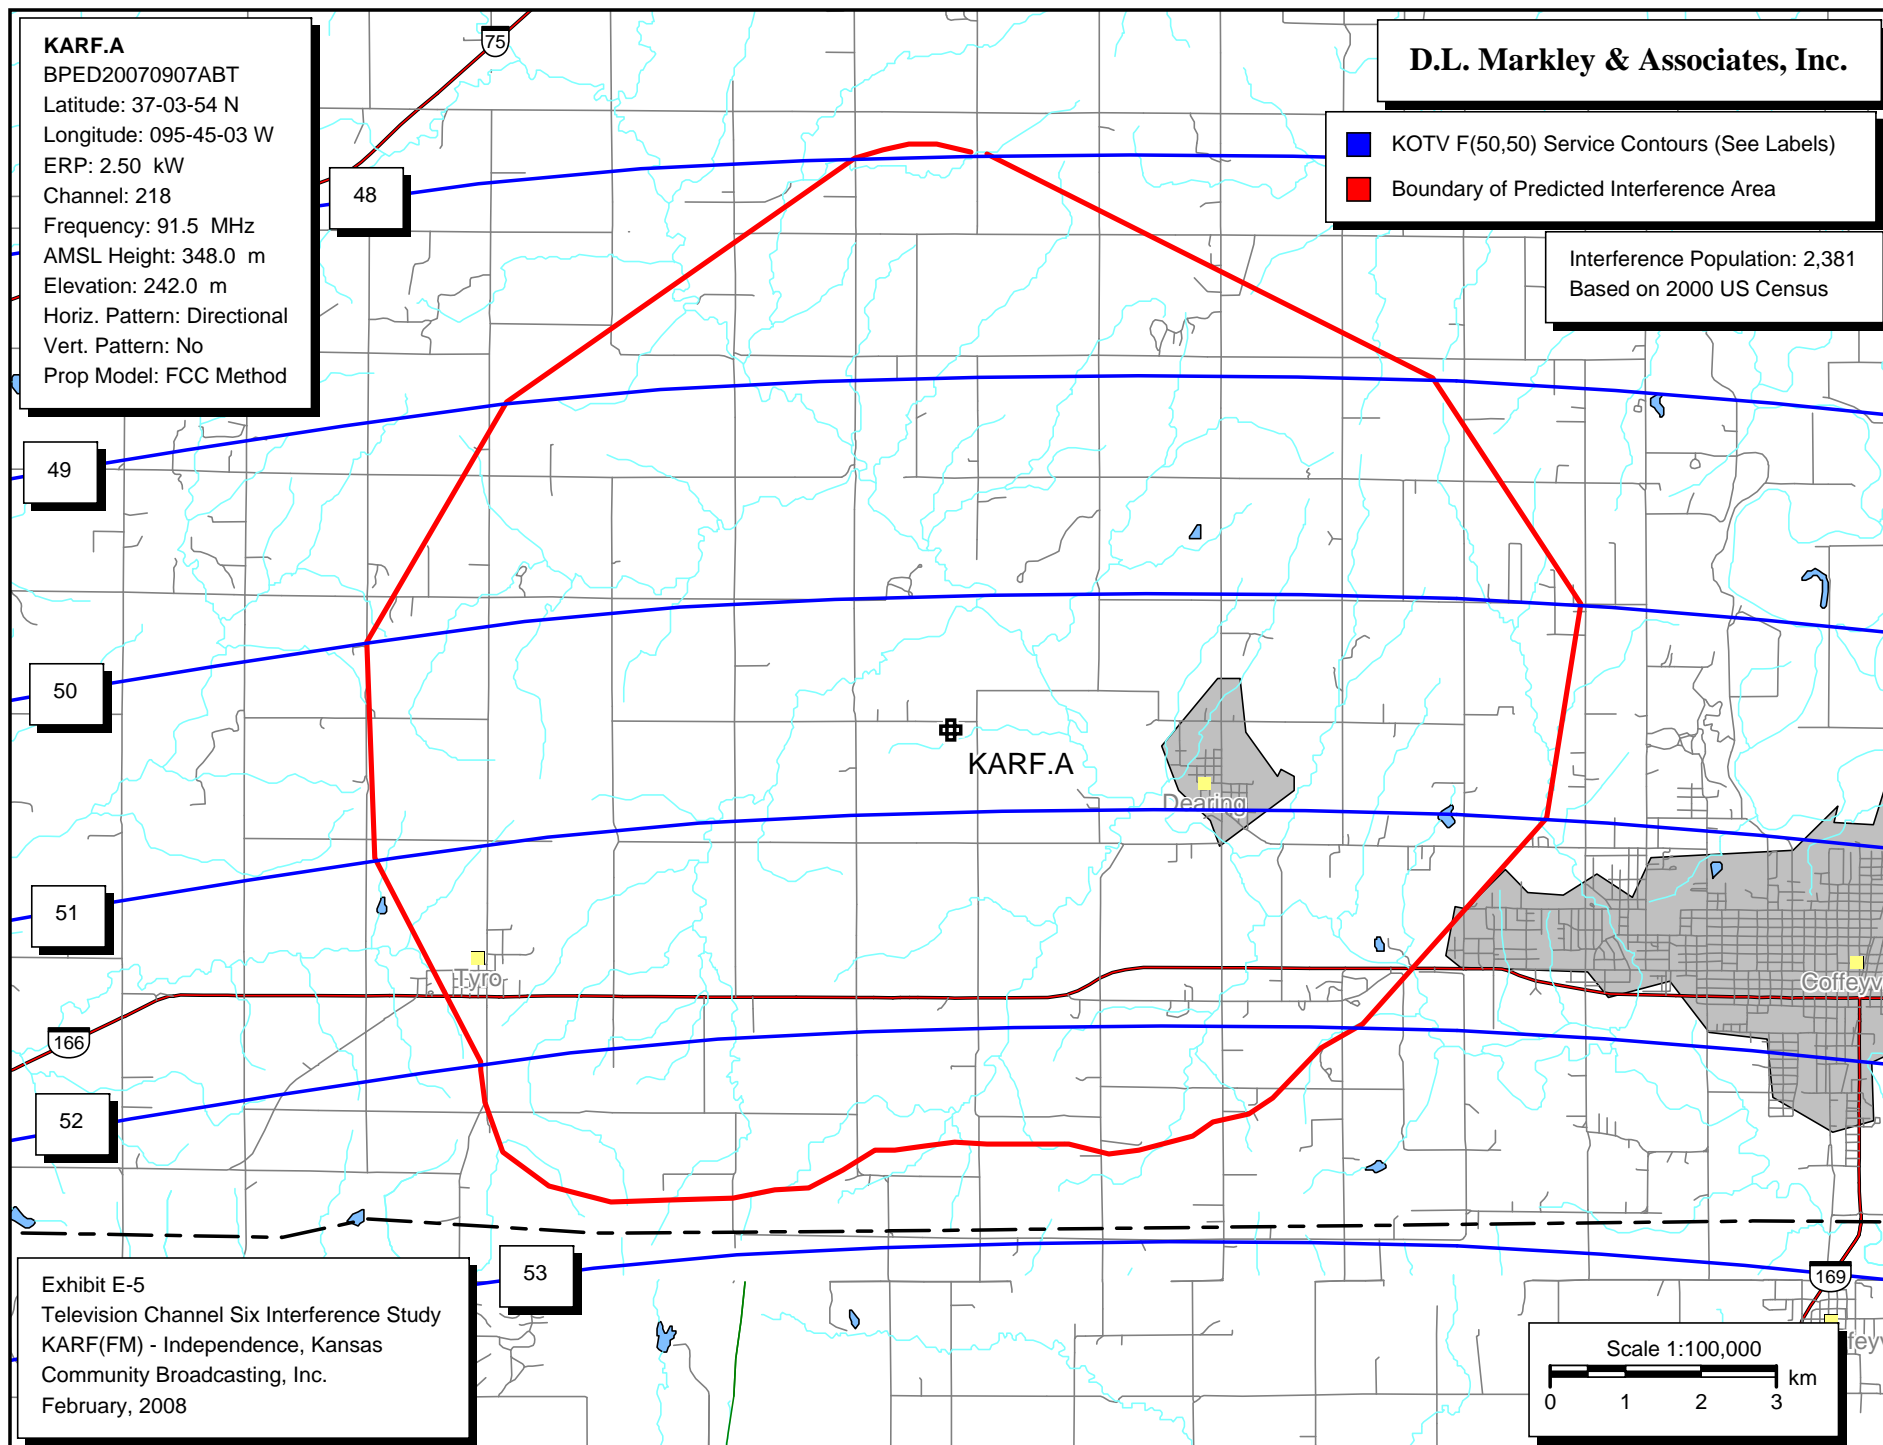 KARF.A
BPED20070907ABT
Latitude: 37-03-54 N
Longitude: 095-45-03 W
ERP: 2.50 kW
Channel: 218
Frequency: 91.5 MHz
AMSL Height: 348.0 m
Elevation: 242.0 m
Horiz. Pattern: Directional
Vert. Pattern: No
Prop Model: FCC Method
75
D.L. Markley & Associates, Inc.
KOTV F(50,50) Service Contours (See Labels)
Boundary of Predicted Interference Area
Interference Population: 2,381
Based on 2000 US Census
48
49
50
KARF.A
Dearing
51
Tyro
Coffeyv
166
52
53
169
feyv
Exhibit E-5
Television Channel Six Interference Study
KARF(FM) - Independence, Kansas
Community Broadcasting, Inc.
February, 2008
Scale 1:100,000
km
0 1 2 3